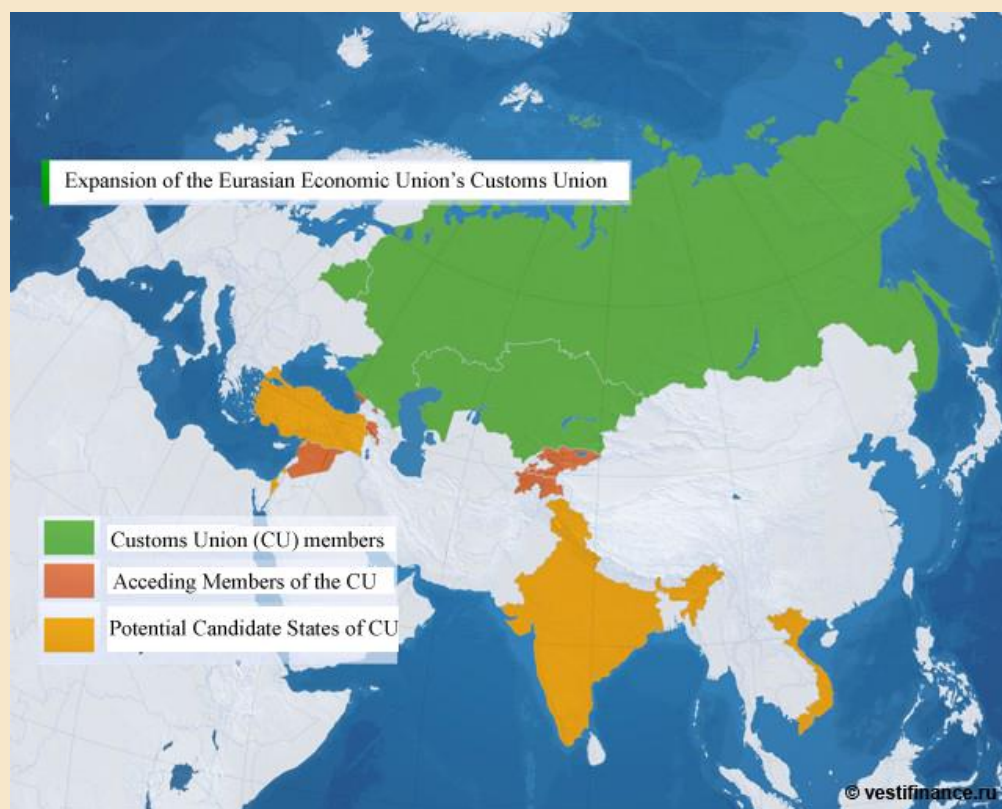 Expansion of the Eurasian Economic Union's Customs Union
Customs Union (CU) members
Acceding Members of the CU
Potential Candidate States of CU
© vestifinance.ru